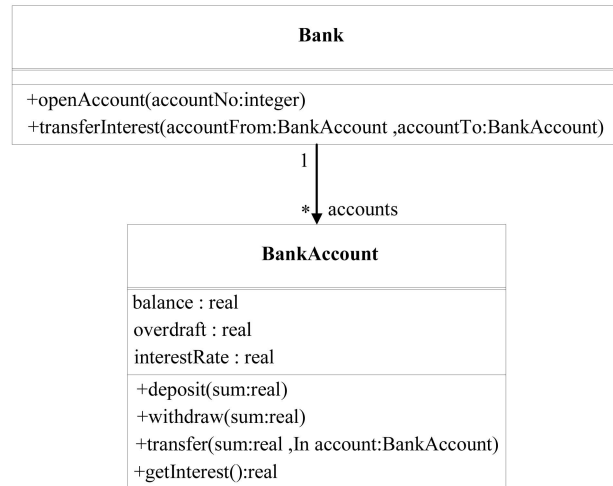 Bank
+openAccount(accountNo:integer)
+transferInterest(accountFrom:BankAccount ,accountTo:BankAccount)
1
* accounts
BankAccount
balance : real
overdraft : real
interestRate : real
+deposit(sum:real)
+withdraw(sum:real)
+transfer(sum:real ,In account:BankAccount)
+getInterest():real